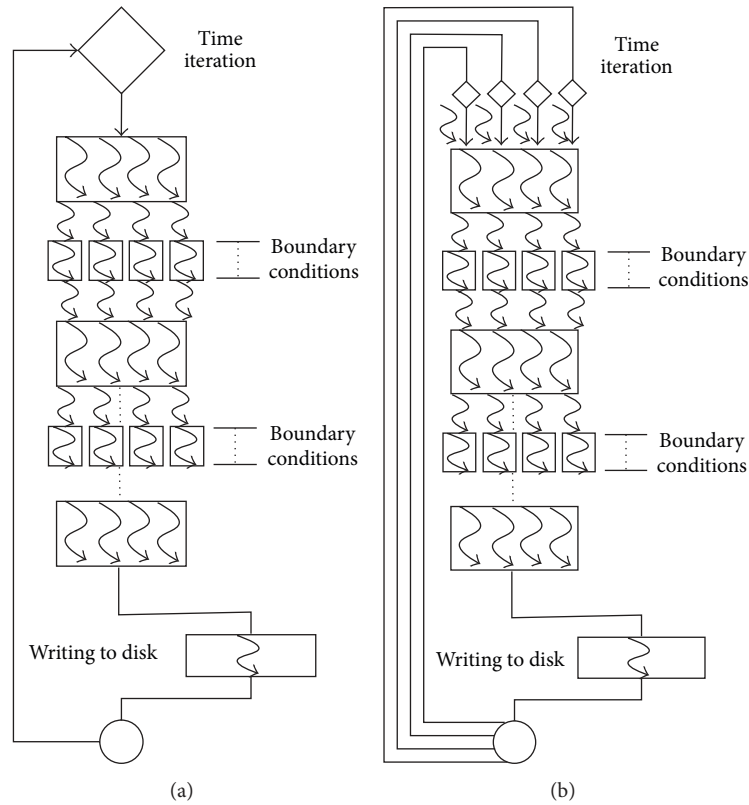 Time
iteration
Boundary
conditions
Boundary
conditions
Writing to disk
(a)
Time
iteration
Boundary
conditions
Boundary
conditions
Writing to disk
(b)